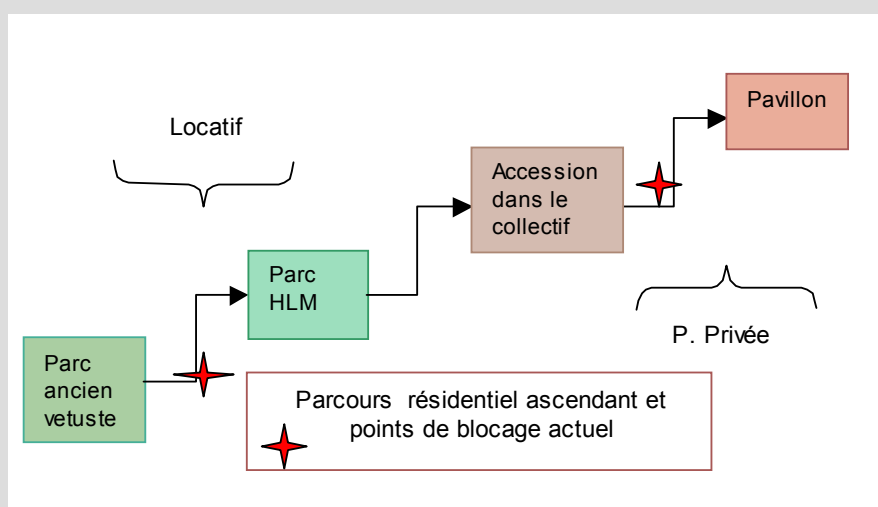 Locatif
Pavillon
Accession
dans le
collectif
Parc
HLM
P. Privée
Parc
ancien
vetuste
Parcours résidentiel ascendant et
points de blocage actuel